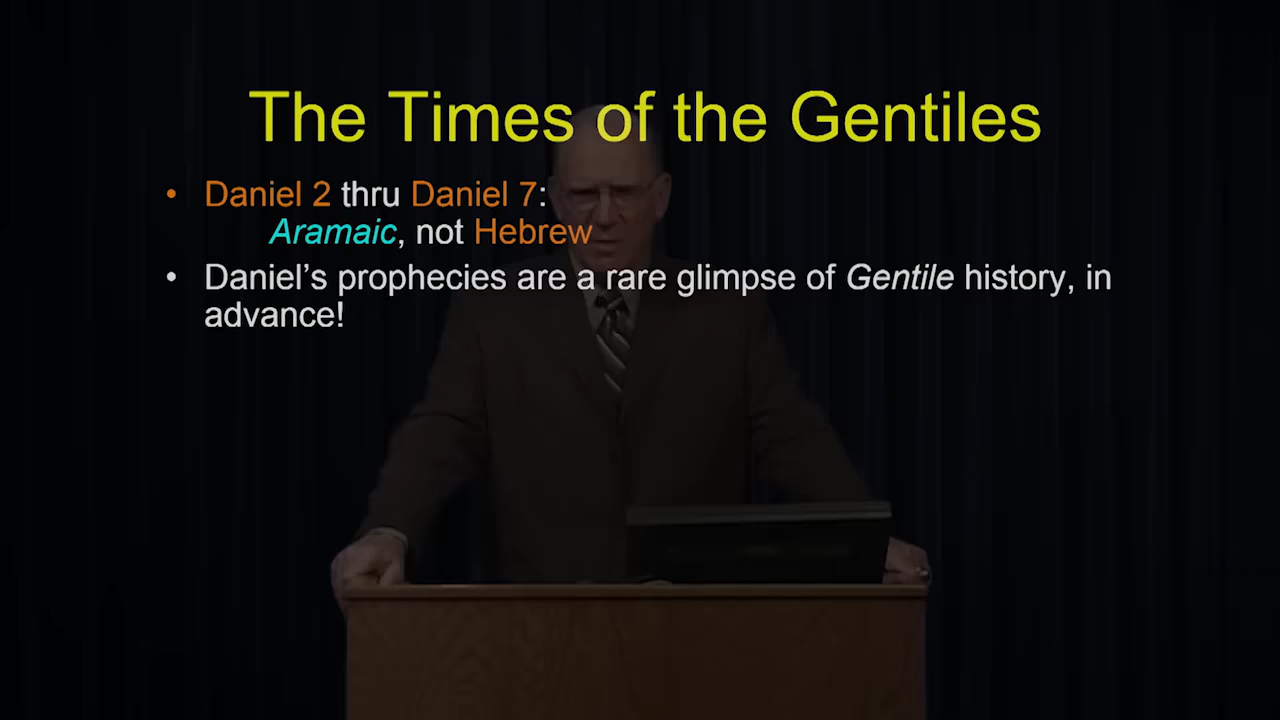 The Times of the Gentiles
• Daniel 2 thru Daniel 7:
Aramaic, not Hebrew
• Daniel’s prophecies are a rare glimpse of Gentile history, in
advance!